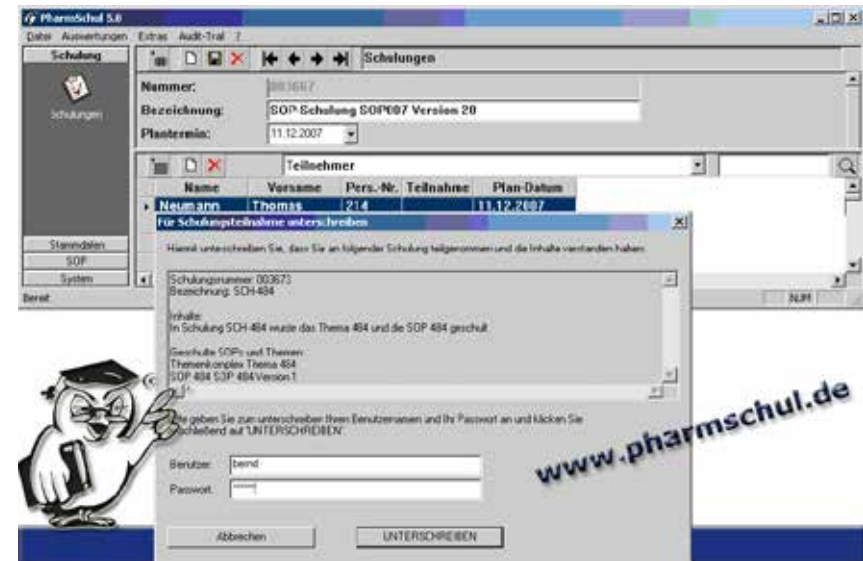 PharmSchul 5.0
Datei Auswertungen Extras Audit-Trail ?
Schulung
Schulungen
Schulungen
Nummer: 003667
Bezeichnung: SOP-Schulung SOP007 Version 20
Plantermin: 11.12.2007
Teilnehmer
Name Vorname Pers.-Nr. Teilnahme Plan-Datum
Neumann Thomas 214 11.12.2007
Stammdaten
SOP
System
Bereit
NUM
Für Schulungsteilnahme unterschreiben
Hiermit unterschreiben Sie, dass Sie an folgender Schulung teilgenommen und die Inhalte verstanden haben:
Schulungsnummer: 003673
Bezeichnung: SCH-484
Inhalte:
In Schulung SCH-484 wurde das Thema 484 und die SOP 484 geschult
Geschulte SOPs und Themen:
Themenkomplex Thema 484
SOP 484 SOP 484 Version 1
geben Sie zum unterschreiben Ihren Benutzernamen und Ihr Passwort an und klicken Sie
schließend auf 'UNTERSCHREIBEN'.
Benutzer: bernd
Passwort:
Abbrechen
UNTERSCHREIBEN
www.pharmschul.de